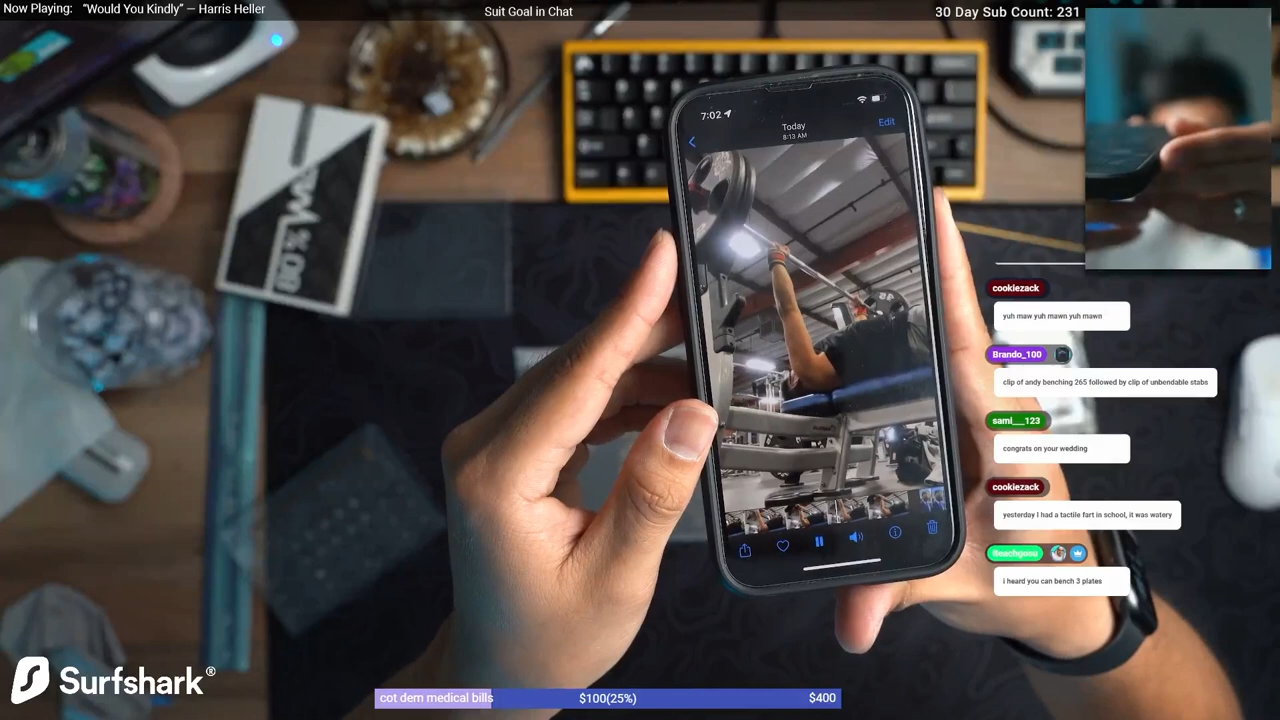 Now Playing: "Would You Kindly" — Harris Heller
Suit Goal in Chat
30 Day Sub Count: 231
7:02
Today
8:13 AM
Edit
80%
cookiezack
yuh maw yuh mawn yuh mawn
Brando_100
clip of andy benching 265 followed by clip of unbendable stabs
sami__123
congrats on your wedding
cookiezack
yesterday I had a tactile fart in school, it was watery
i heard you can bench 3 plates
Surfshark®
cot dem medical bills
$100(25%)
$400